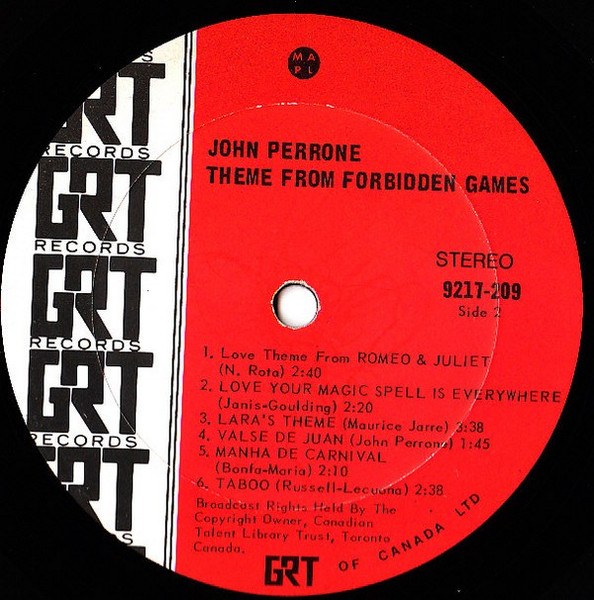 S
GRT
RECORDS
GRT
RECORDS
GRT
RECORDS
GRT
RECORDS
GRT
MA
PL
JOHN PERRONE
THEME FROM FORBIDDEN GAMES
STEREO
9217-209
Side 2
1. Love Theme From ROMEO & JULIET
(N. Rota) 2:40
2. LOVE YOUR MAGIC SPELL IS EVERYWHERE
(Janis-Goulding) 2:20
3. LARA'S THEME (Maurice Jarre) 3:38
4. VALSE DE JUAN (John Perrone) 1:45
5. MANHA DE CARNIVAL
(Bonfa-Maria) 2:10
6. TABOO (Russell-Lecuona) 2:38
Broadcast Rights Held By The
Copyright Owner, Canadian
Talent Library Trust, Toronto
Canada.
GRT OF CANADA LTD